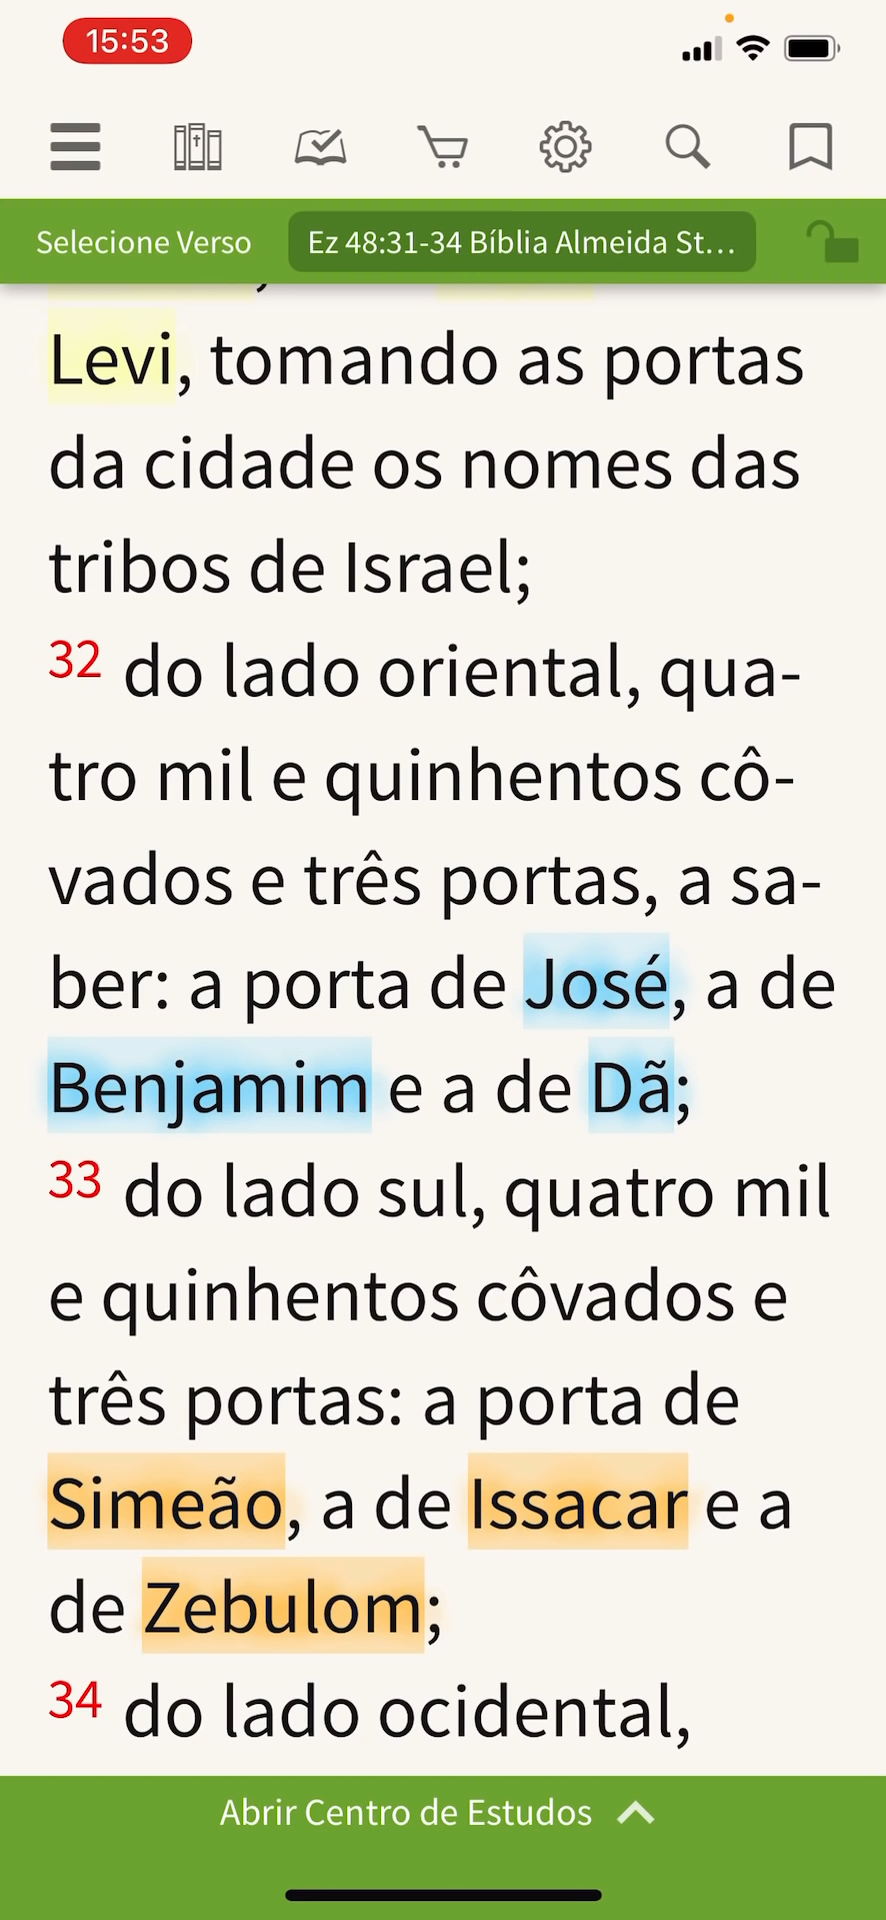 15:53
Selecione Verso
Ez 48:31-34 Bíblia Almeida St...
Levi, tomando as portas
da cidade os nomes das
tribos de Israel;
32 do lado oriental, qua-
tro mil e quinhentos cô-
vados e três portas, a sa-
ber: a porta de José, a de
Benjamim e a de Dã;
33 do lado sul, quatro mil
e quinhentos côvados e
três portas: a porta de
Simeão, a de Issacar e a
de Zebulom;
34 do lado ocidental,
Abrir Centro de Estudos